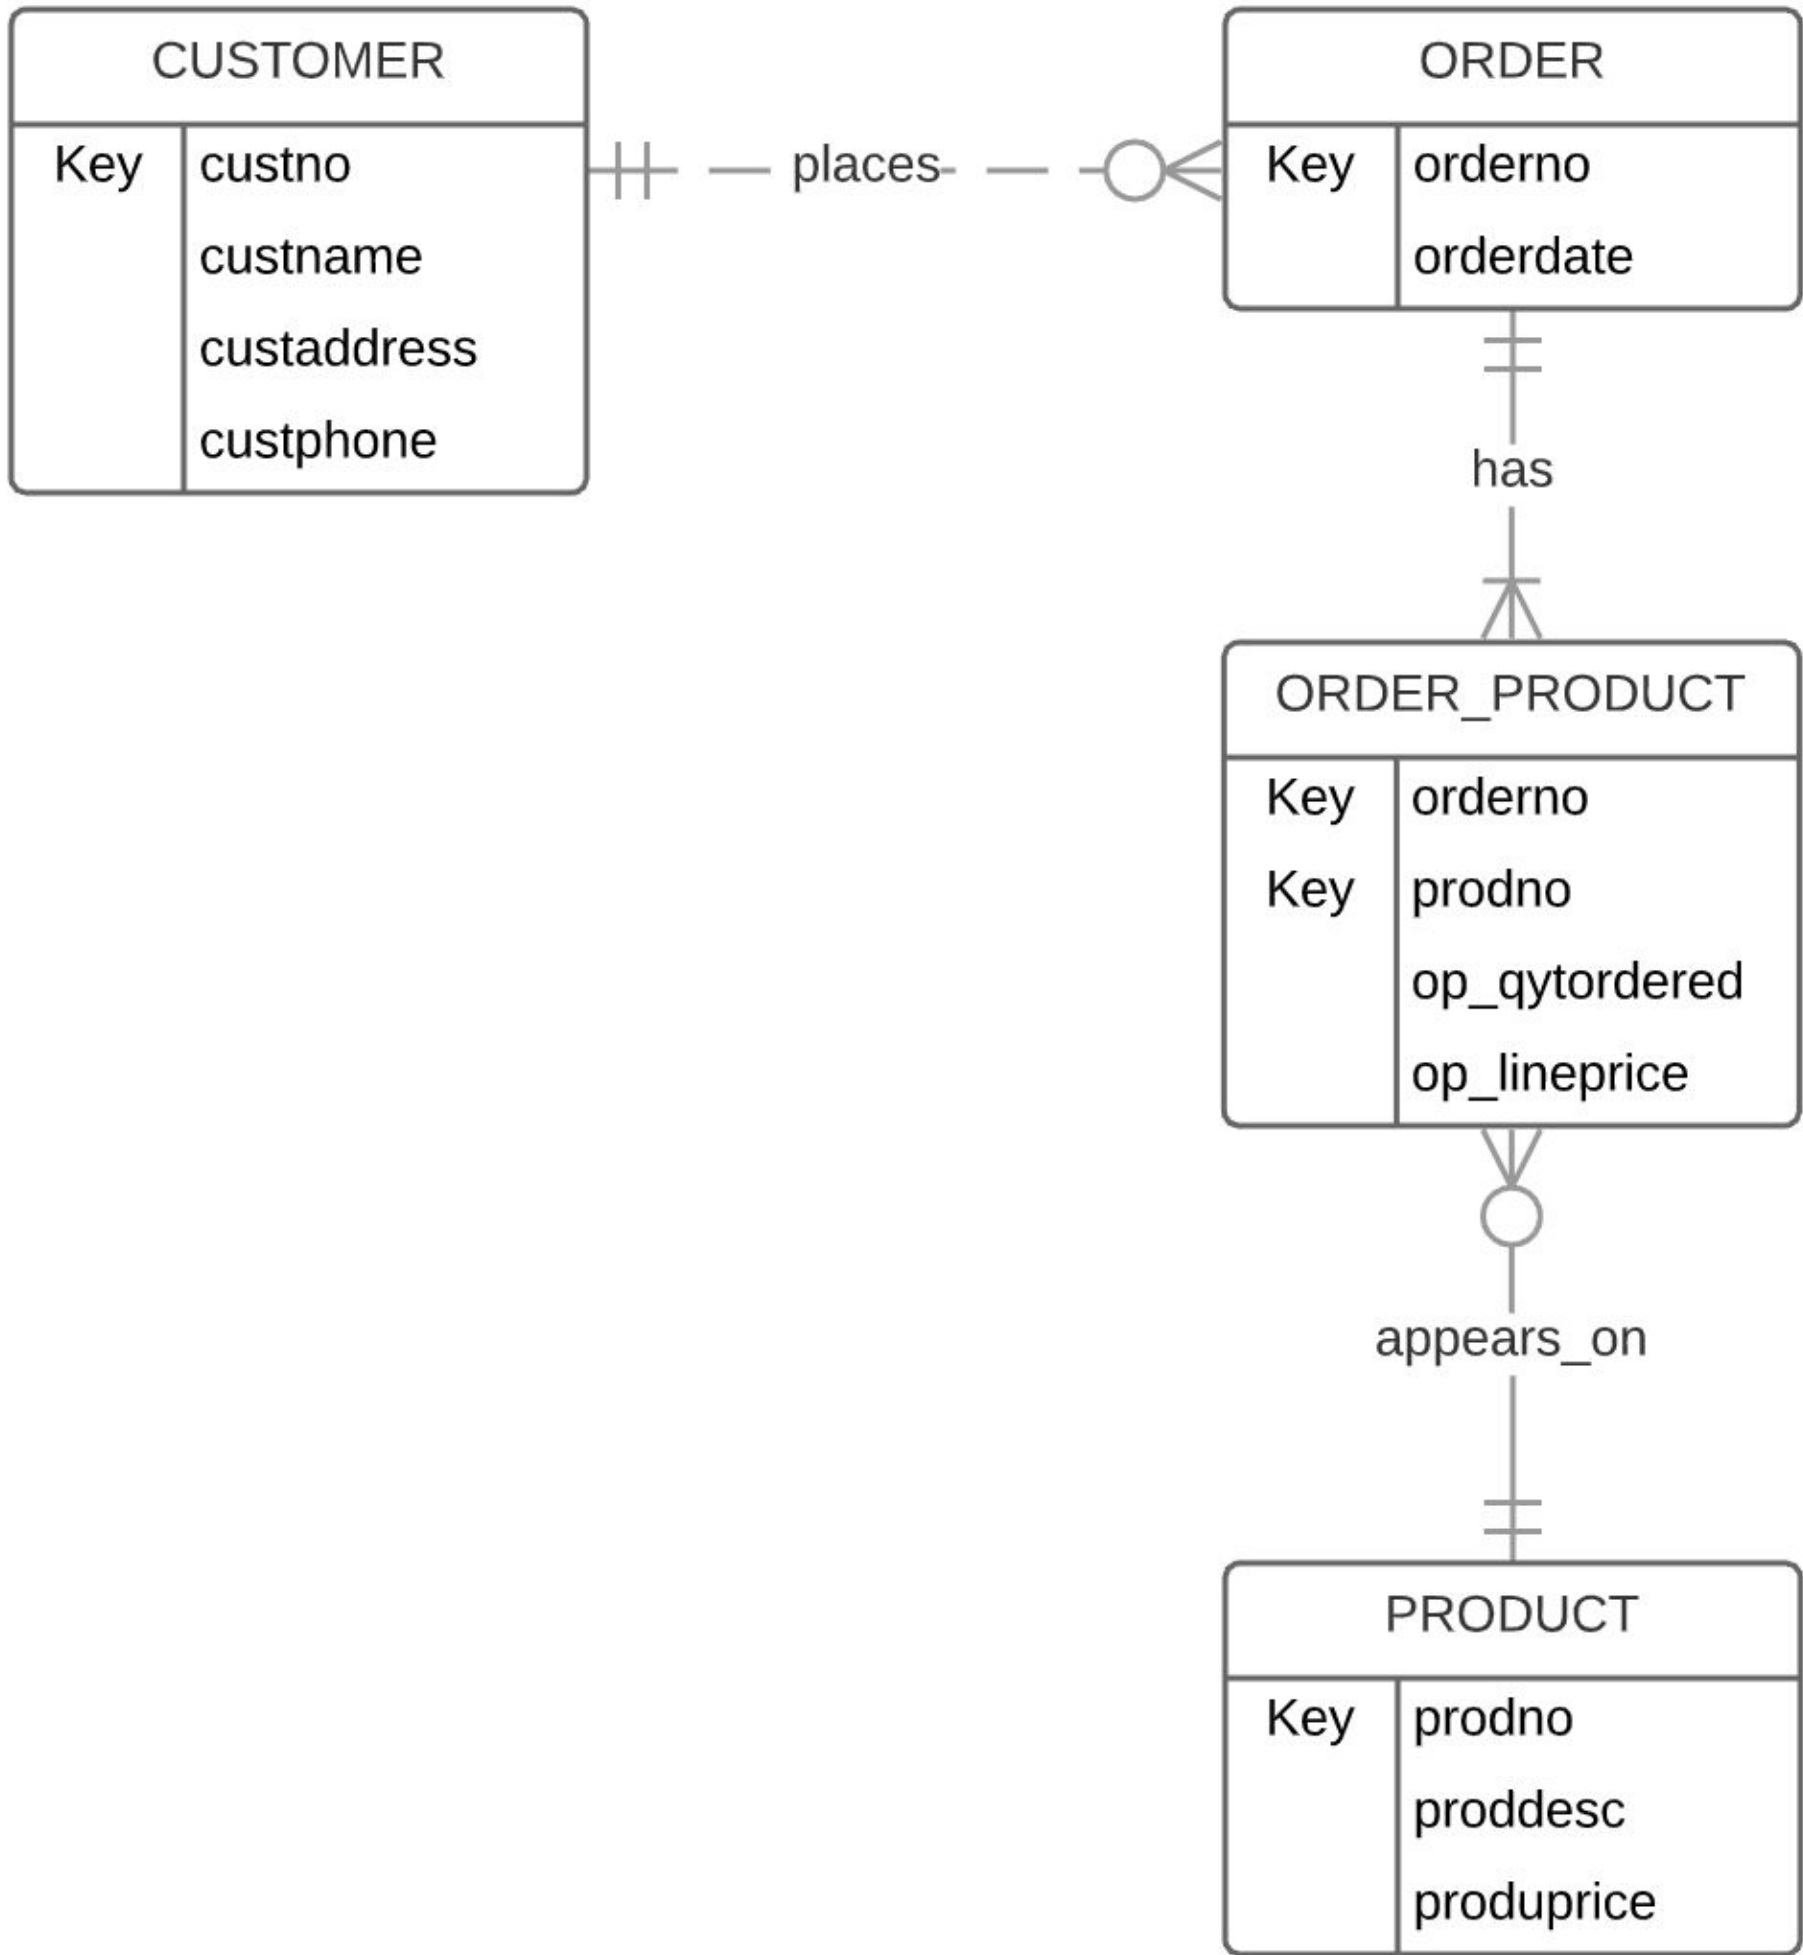 CUSTOMER
Key custno
custname
custaddress
custphone
places
ORDER
Key orderno
orderdate
has
ORDER_PRODUCT
Key orderno
Key prodno
op_qytordered
op_lineprice
appears_on
PRODUCT
Key prodno
proddesc
produprice